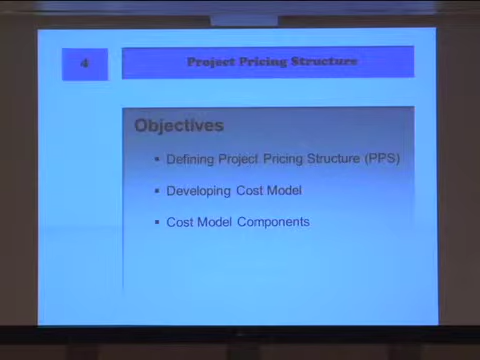 4
Project Pricing Structure
Objectives
▪ Defining Project Pricing Structure (PPS)
▪ Developing Cost Model
▪ Cost Model Components